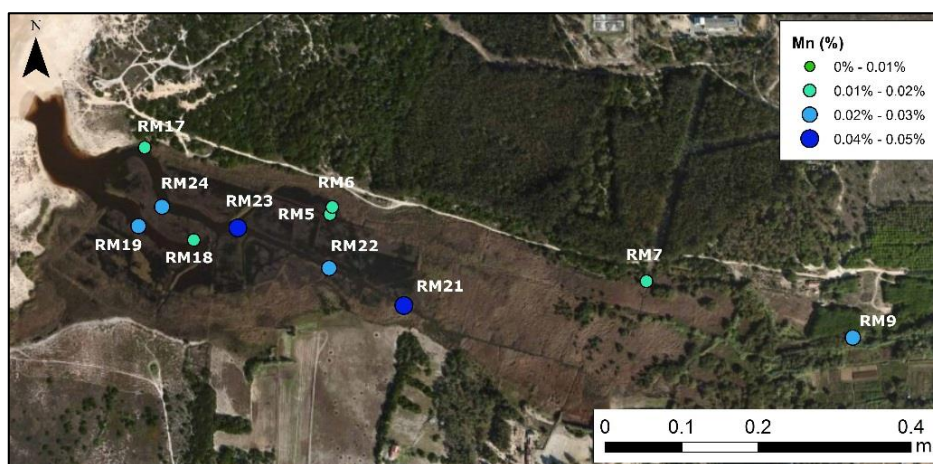 N
Mn (%)
0% - 0.01%
0.01% - 0.02%
0.02% - 0.03%
0.04% - 0.05%
RM17
RM24
RM6
RM23
RM5
RM19
RM18
RM22
RM7
RM21
RM9
0 0.1 0.2 0.4
m